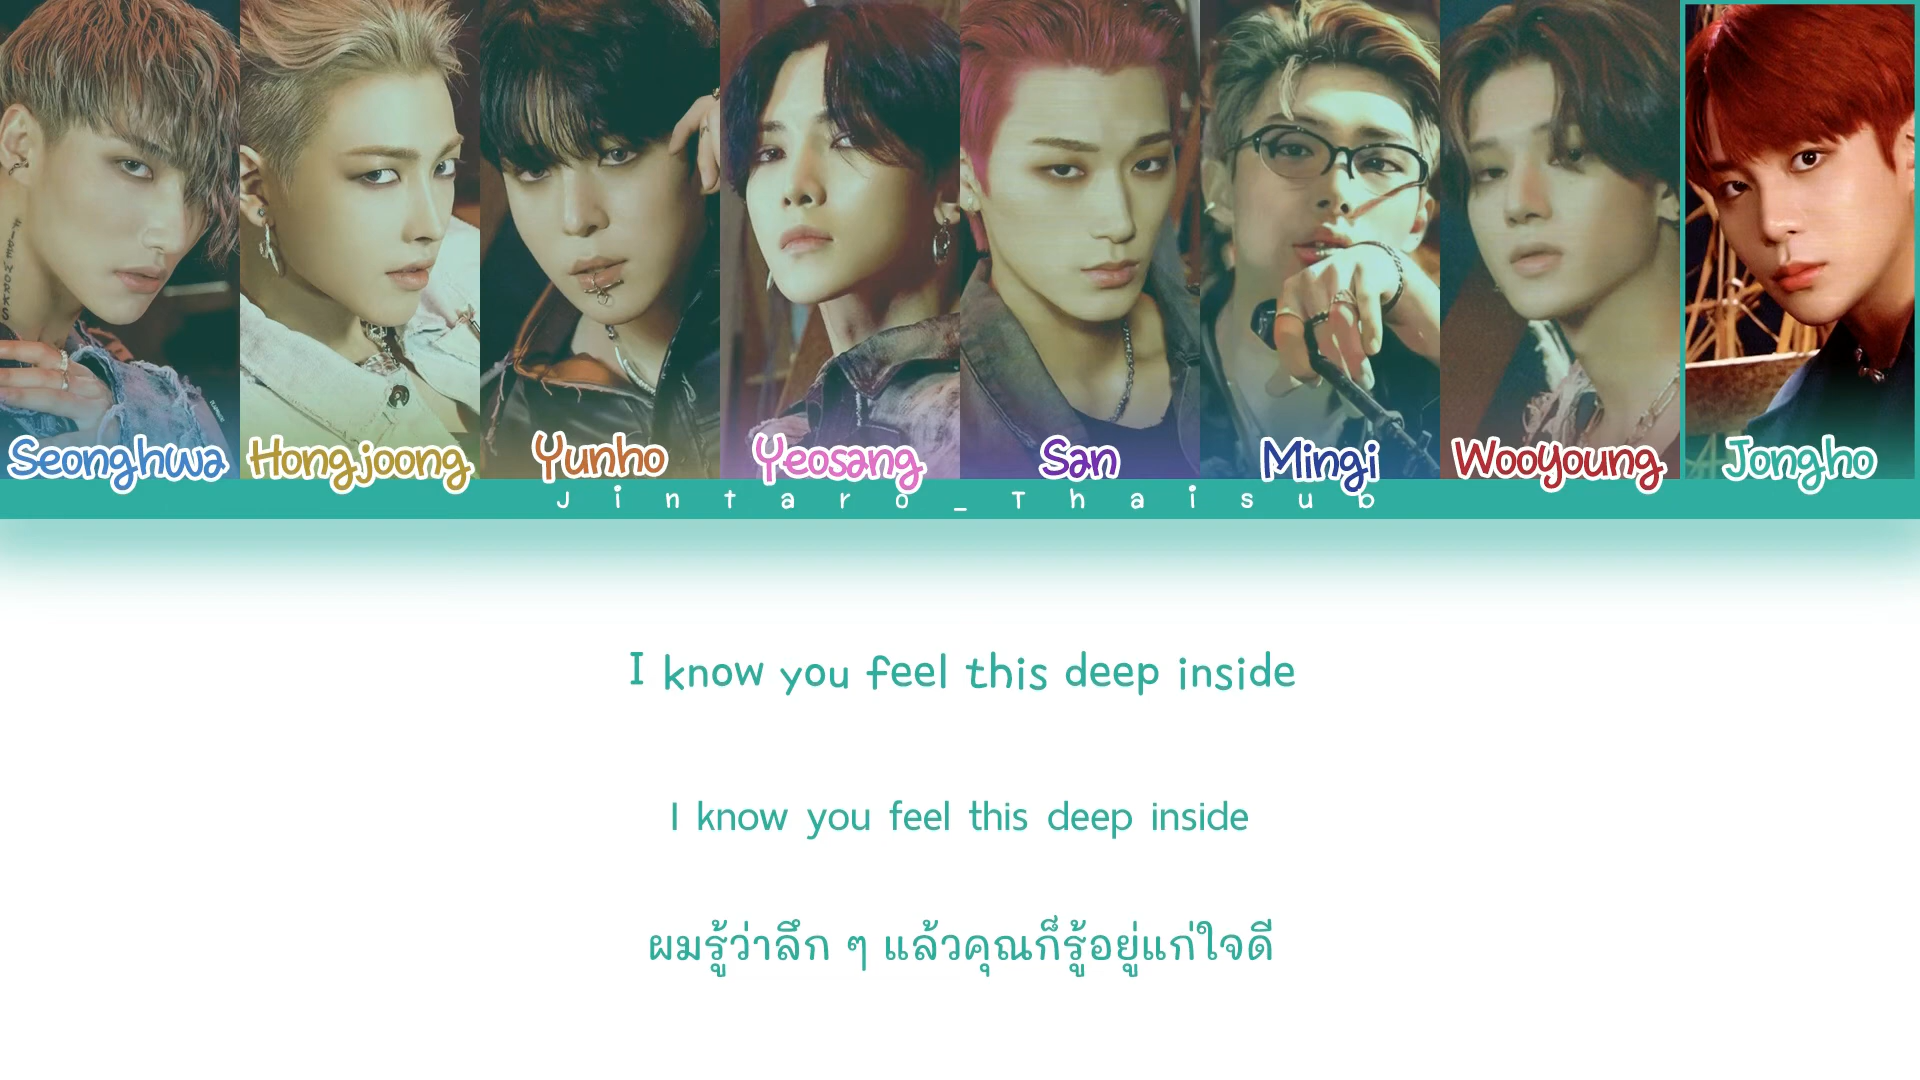 FIREWORKS
Seonghwa Hongjoong Yunho Yeosang San Mingi WooYoung Jongho
Jintaro_Thaisub
I know you feel this deep inside
I know you feel this deep inside
ผมรู้ว่าลึก ๆ แล้วคุณก็รู้อยู่แก่ใจดี